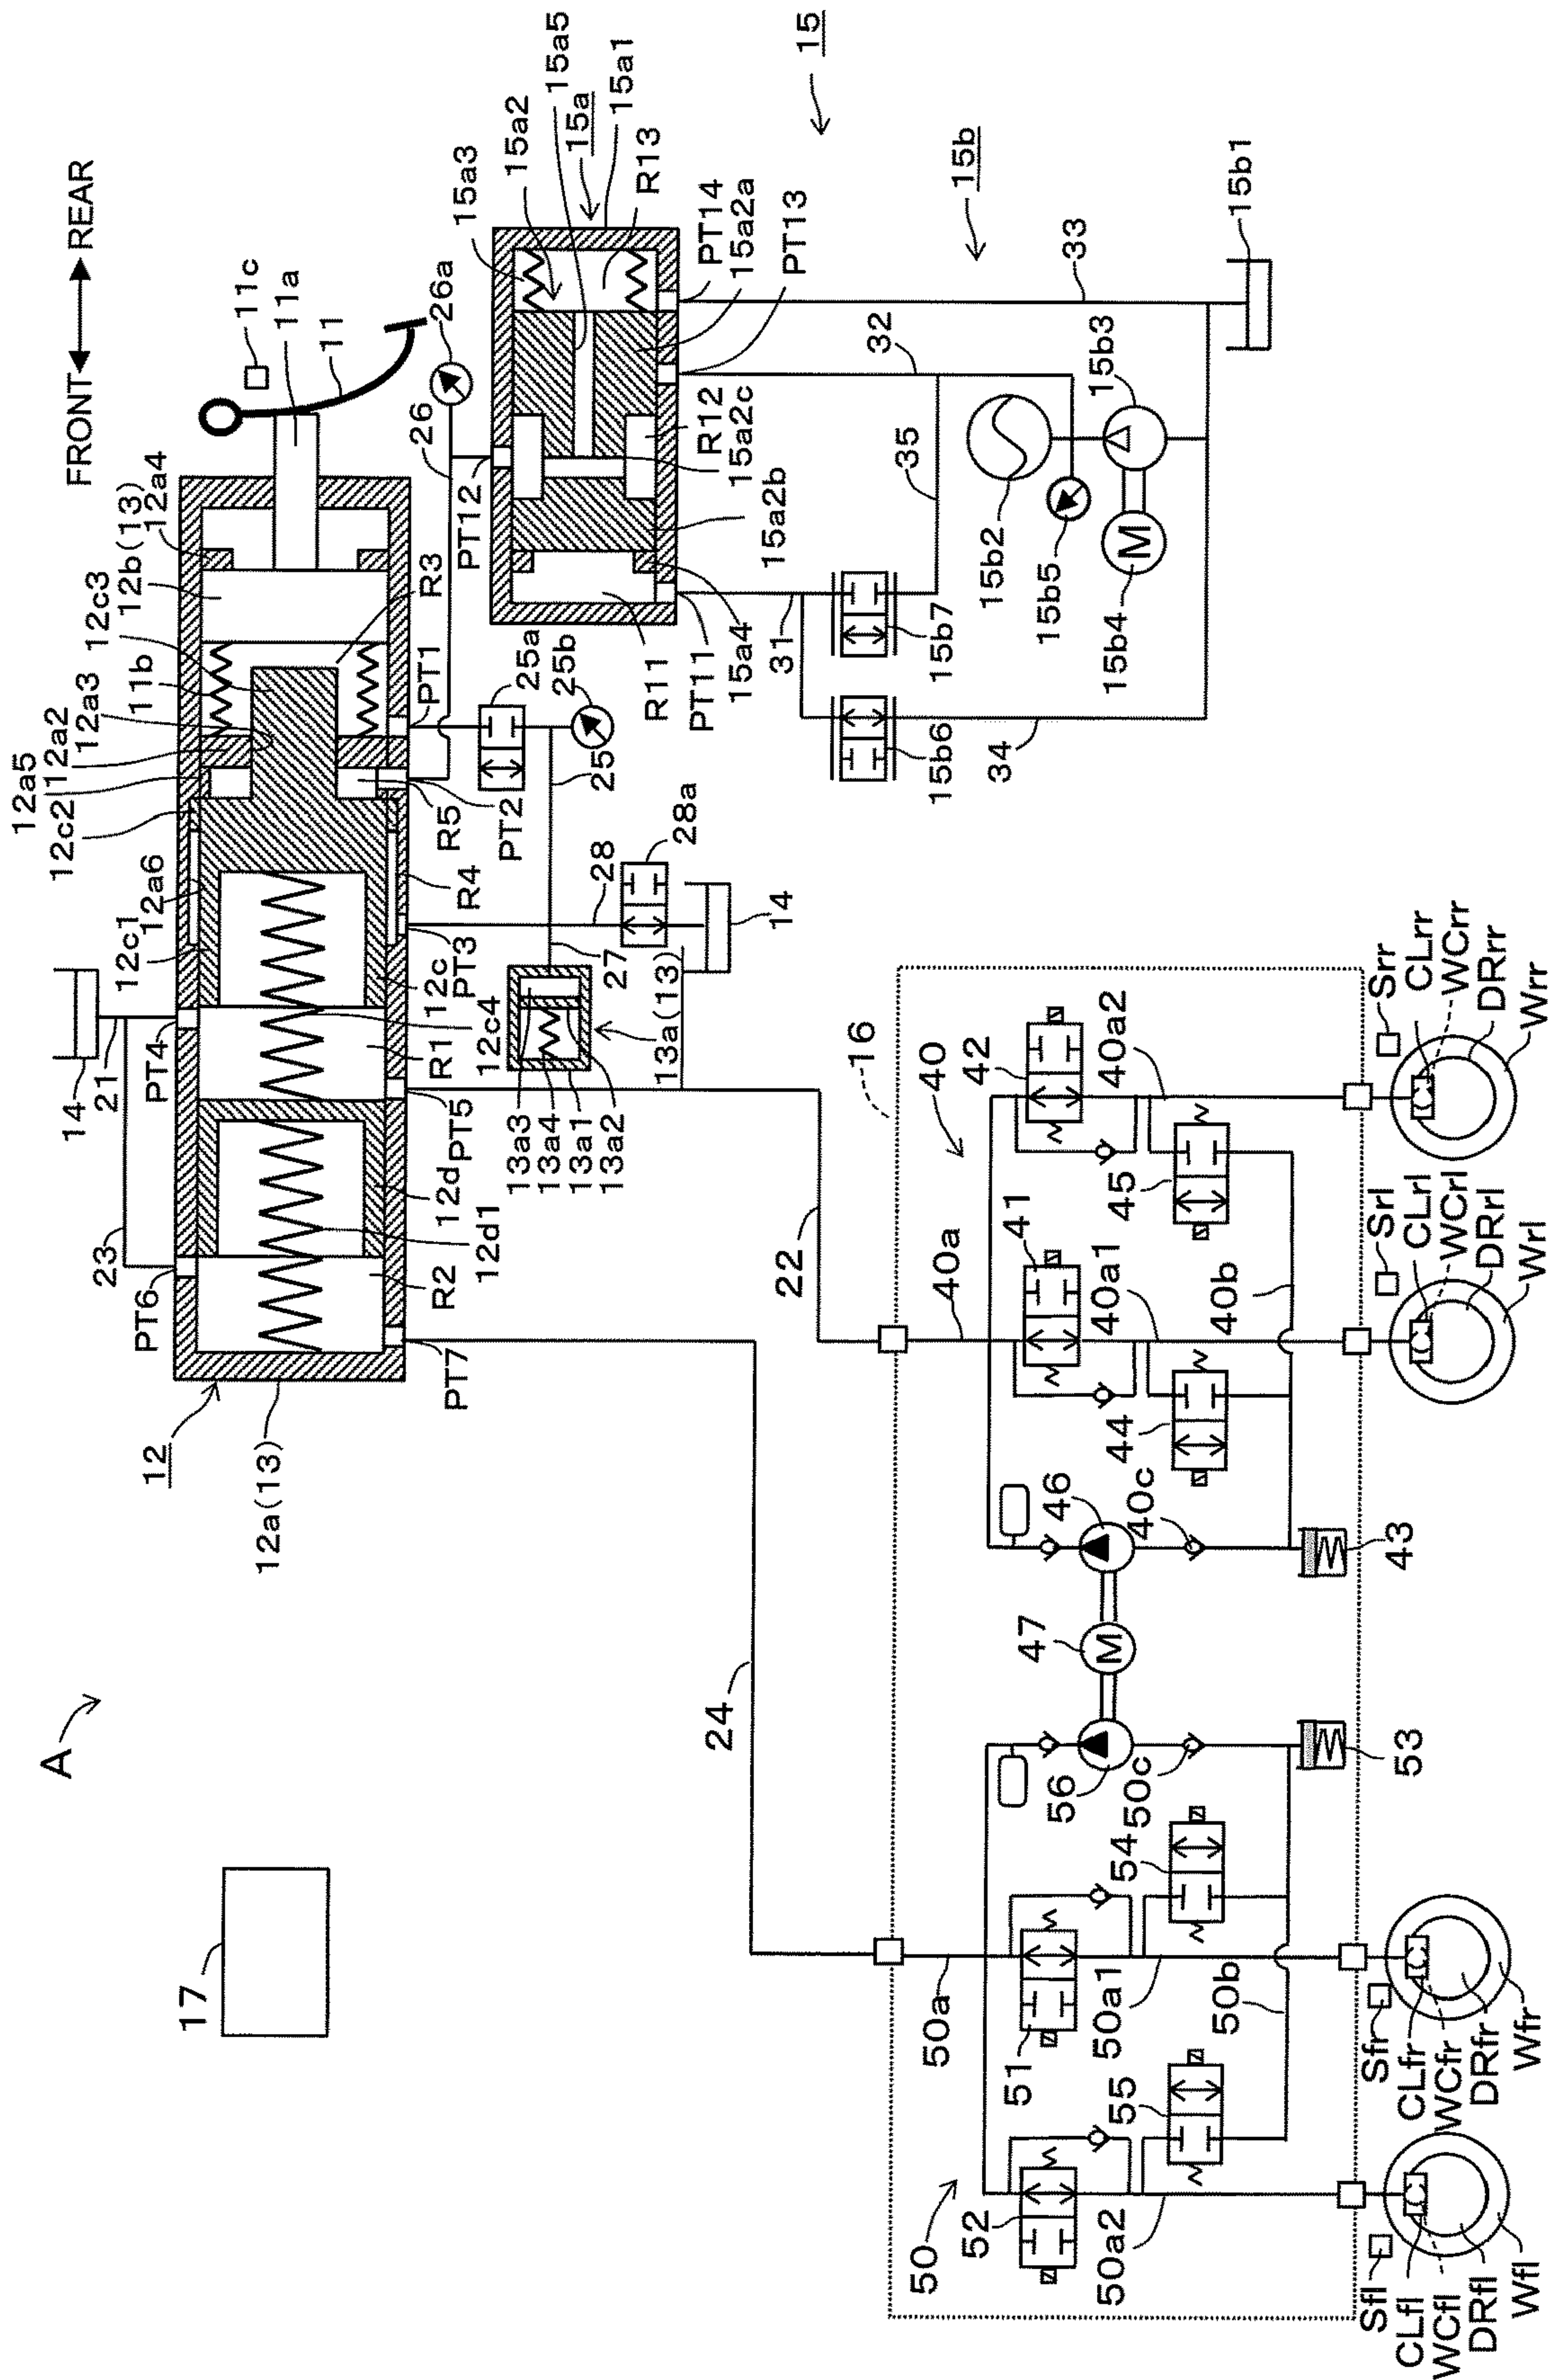 A
17
FRONT
REAR
12
12a(13)
14
21
23
PT4
PT6
PT7
PT5
12a5
12c2
12a2
12a3
11b
12c3
12b(13)
12a4
12a6
12c1
R3
11c
11a
11
PT1
26
26a
R5
PT2
R4
PT3
12c
12c4
R1
12d
12d1
R2
25a
25b
25
28a
28
14
27
13a(13)
13a3
13a4
13a1
13a2
15
15a
15a1
15a5
15a2
15a3
R13
PT12
PT14
15a2a
PT13
R12
15a2c
15a2b
15a4
PT11
R11
31
15b7
15b6
34
35
32
33
15b
15b1
15b2
15b3
15b5
M
15b4
24
22
16
40
40a
41
42
40a1
40a2
44
45
40b
46
40c
43
47
M
56
50c
53
50
50a
51
52
50a1
50a2
54
55
50b
Sfl
CLfl
WCfl
DRfl
Wfl
Sfr
CLfr
WCfr
DRfr
Wfr
Srl
CLrl
WCrl
DRrl
Wrl
Srr
CLrr
WCrr
DRrr
Wrr